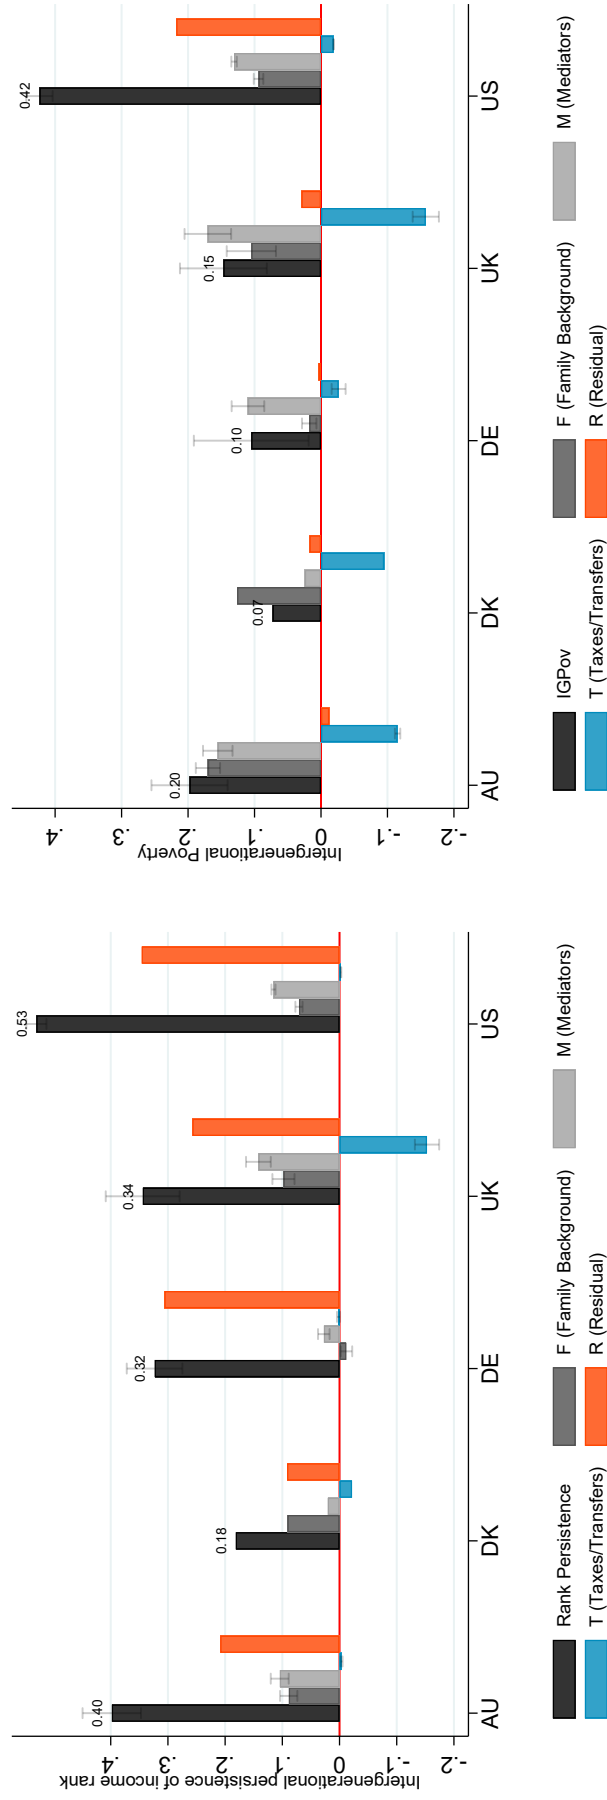 Intergenerational persistence of income rank
.4
.3
.2
.1
0
-.1
-.2
0.40
0.18
0.32
0.34
0.53
AU
DK
DE
UK
US
Rank Persistence
F (Family Background)
M (Mediators)
T (Taxes/Transfers)
R (Residual)
Intergenerational Poverty
.4
.3
.2
.1
0
-.1
-.2
0.20
0.07
0.10
0.15
0.42
AU
DK
DE
UK
US
IGPov
F (Family Background)
M (Mediators)
T (Taxes/Transfers)
R (Residual)